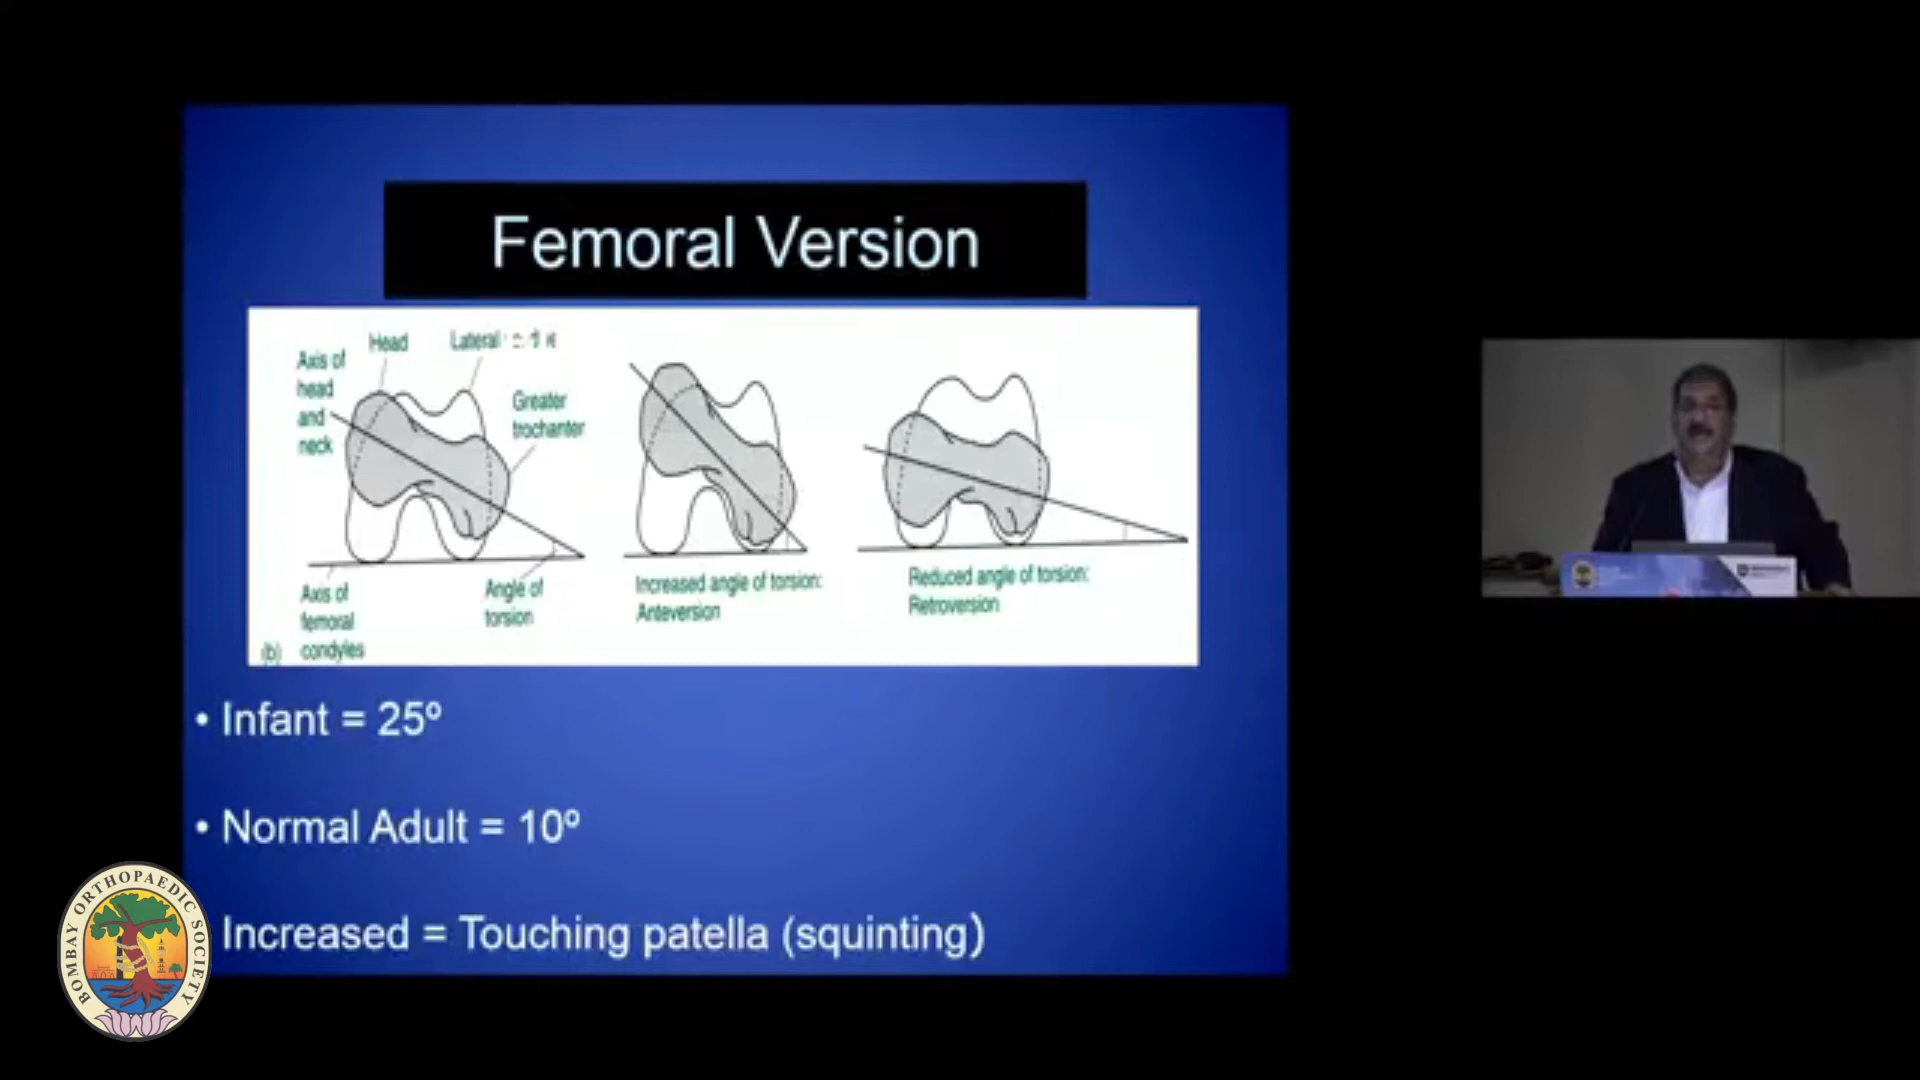 Femoral Version
Axis of
head
and
neck
Head
Lateral
Greater
trochanter
Axis of
femoral
condyles
Angle of
torsion
(b)
Increased angle of torsion:
Anteversion
Reduced angle of torsion:
Retroversion
• Infant = 25º
• Normal Adult = 10º
Increased = Touching patella (squinting)
BOMBAY ORTHOPAEDIC SOCIETY